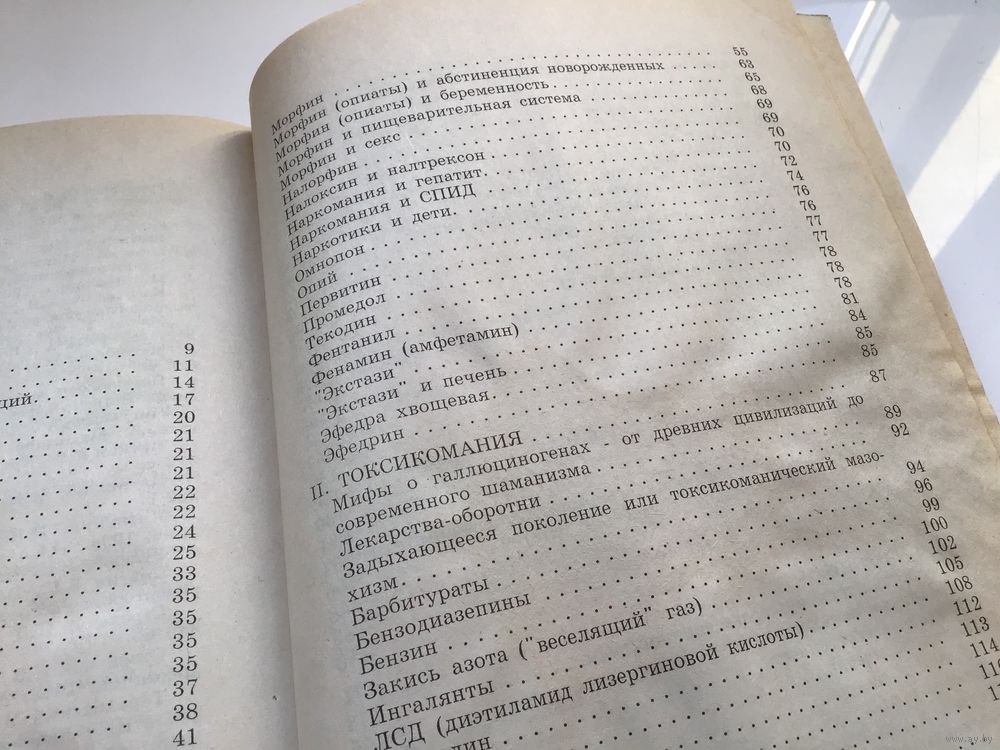 9
11
14
ций. 17
20
21
21
21
22
22
24
25
33
35
35
35
35
37
38
41
Морфин 55
Морфин (опиаты) и абстиненция новорожденных 63
Морфин (опиаты) и беременность 65
Морфин и пищеварительная система 68
Морфин и секс 69
Налорфин 69
Налоксин и налтрексон 70
Наркомания и гепатит 70
Наркомания и СПИД 72
Наркотики и дети 74
Омнопон 76
Опий 76
Первитин 77
Промедол 77
Текодин 78
Фентанил 78
Фенамин (амфетамин) 78
"Экстази" 81
"Экстази" и печень 84
Эфедра хвощевая 85
Эфедрин 85
II. ТОКСИКОМАНИЯ 87
Мифы о галлюциногенах - от древних цивилизаций до
современного шаманизма 89
Лекарства-оборотни 92
Задыхающееся поколение или токсикоманический мазо-
хизм 94
Барбитураты 96
Бензодиазепины 99
Бензин 100
Закись азота ("веселящий" газ) 102
Ингалянты 105
ЛСД (диэтиламид лизергиновой кислоты) 108
дин 112
113
114
www.ay.by